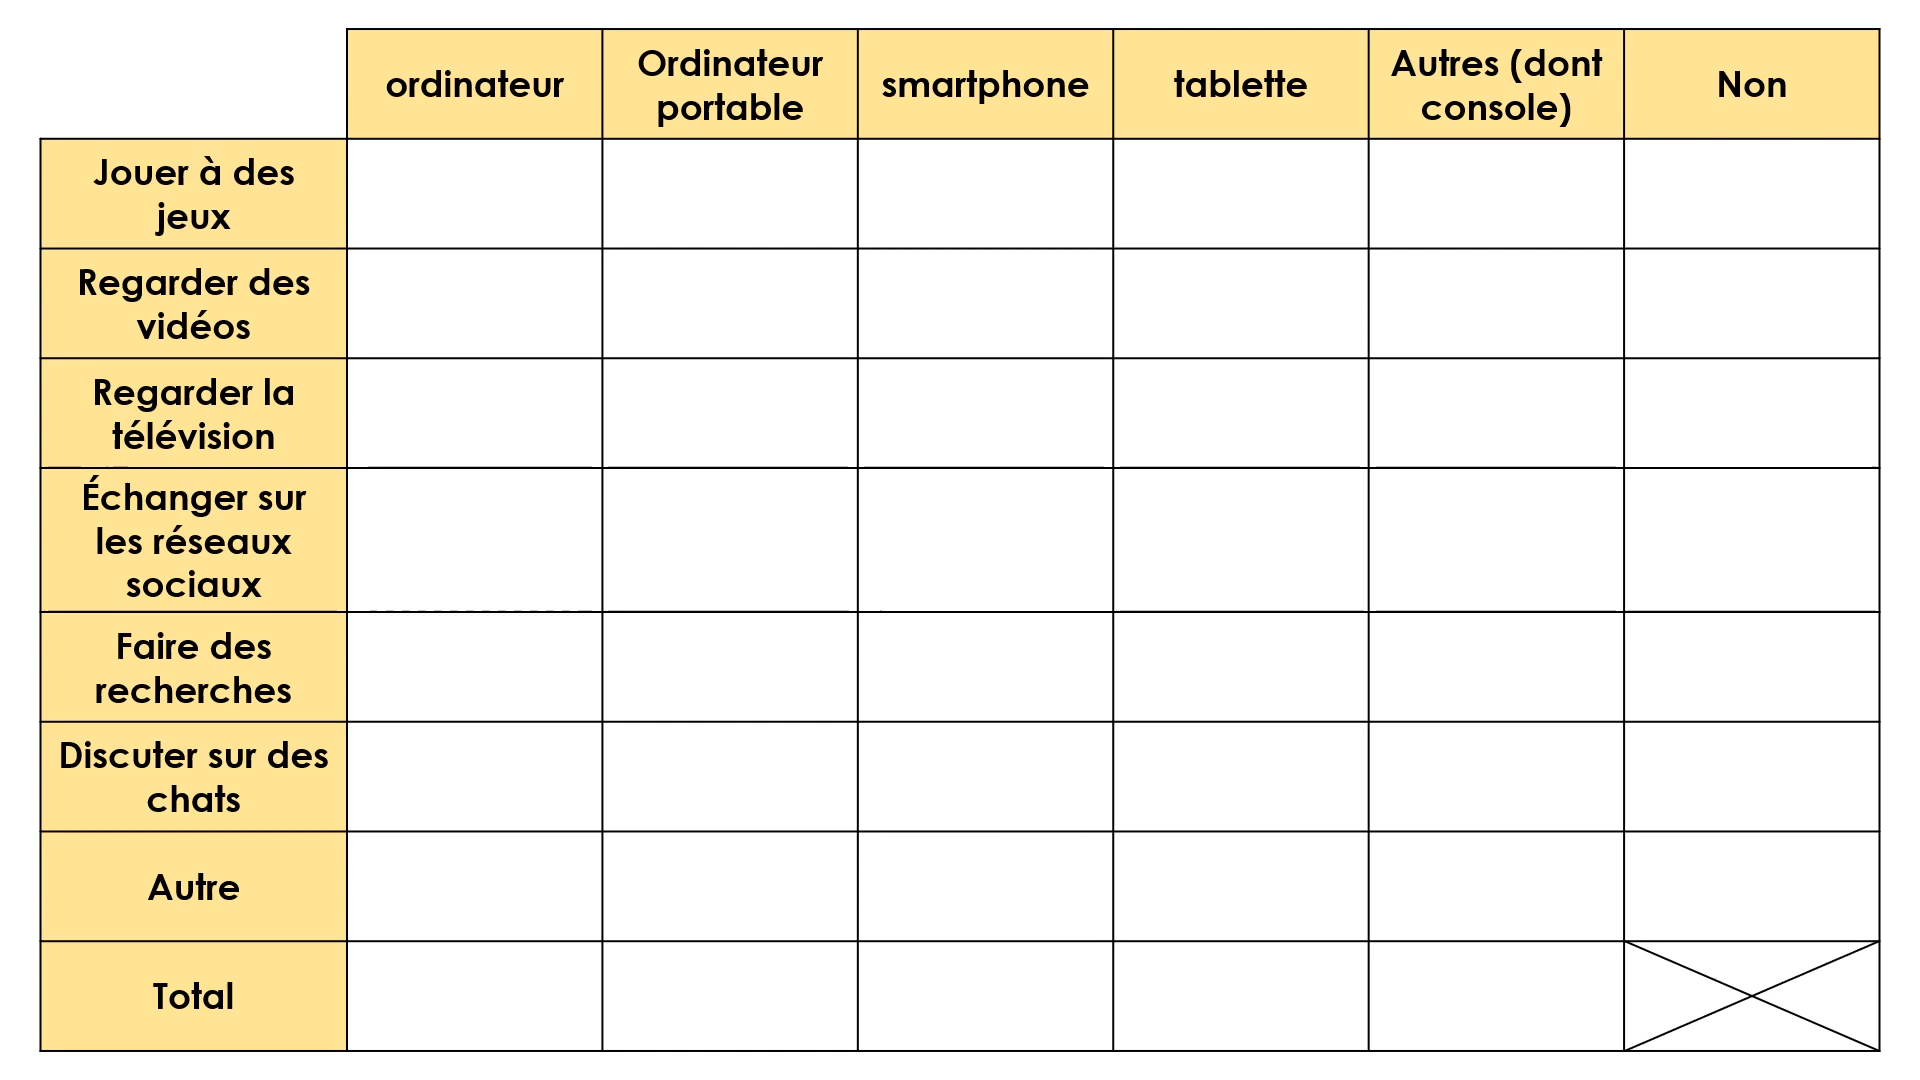 ordinateur
Ordinateur
portable
smartphone
tablette
Autres (dont
console)
Non
Jouer à des
jeux
Regarder des
vidéos
Regarder la
télévision
Échanger sur
les réseaux
sociaux
Faire des
recherches
Discuter sur des
chats
Autre
Total